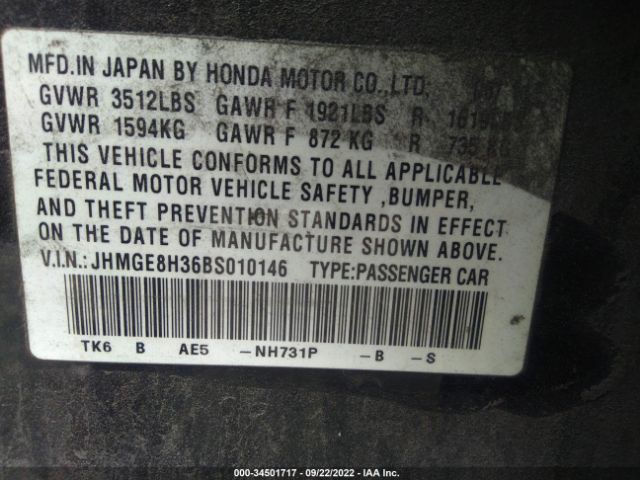 MFD.IN JAPAN BY HONDA MOTOR CO.,LTD.
GVWR 3512LBS GAWR F 1921LBS R
GVWR 1594KG GAWR F 872 KG R 735
THIS VEHICLE CONFORMS TO ALL APPLICABLE
FEDERAL MOTOR VEHICLE SAFETY ,BUMPER,
AND THEFT PREVENTION STANDARDS IN EFFECT
ON THE DATE OF MANUFACTURE SHOWN ABOVE.
V.I.N.: JHMGE8H36BS010146 TYPE:PASSENGER CAR
TK6 B AE5 -NH731P -B -S
000-34501717 - 09/22/2022 - IAA Inc.